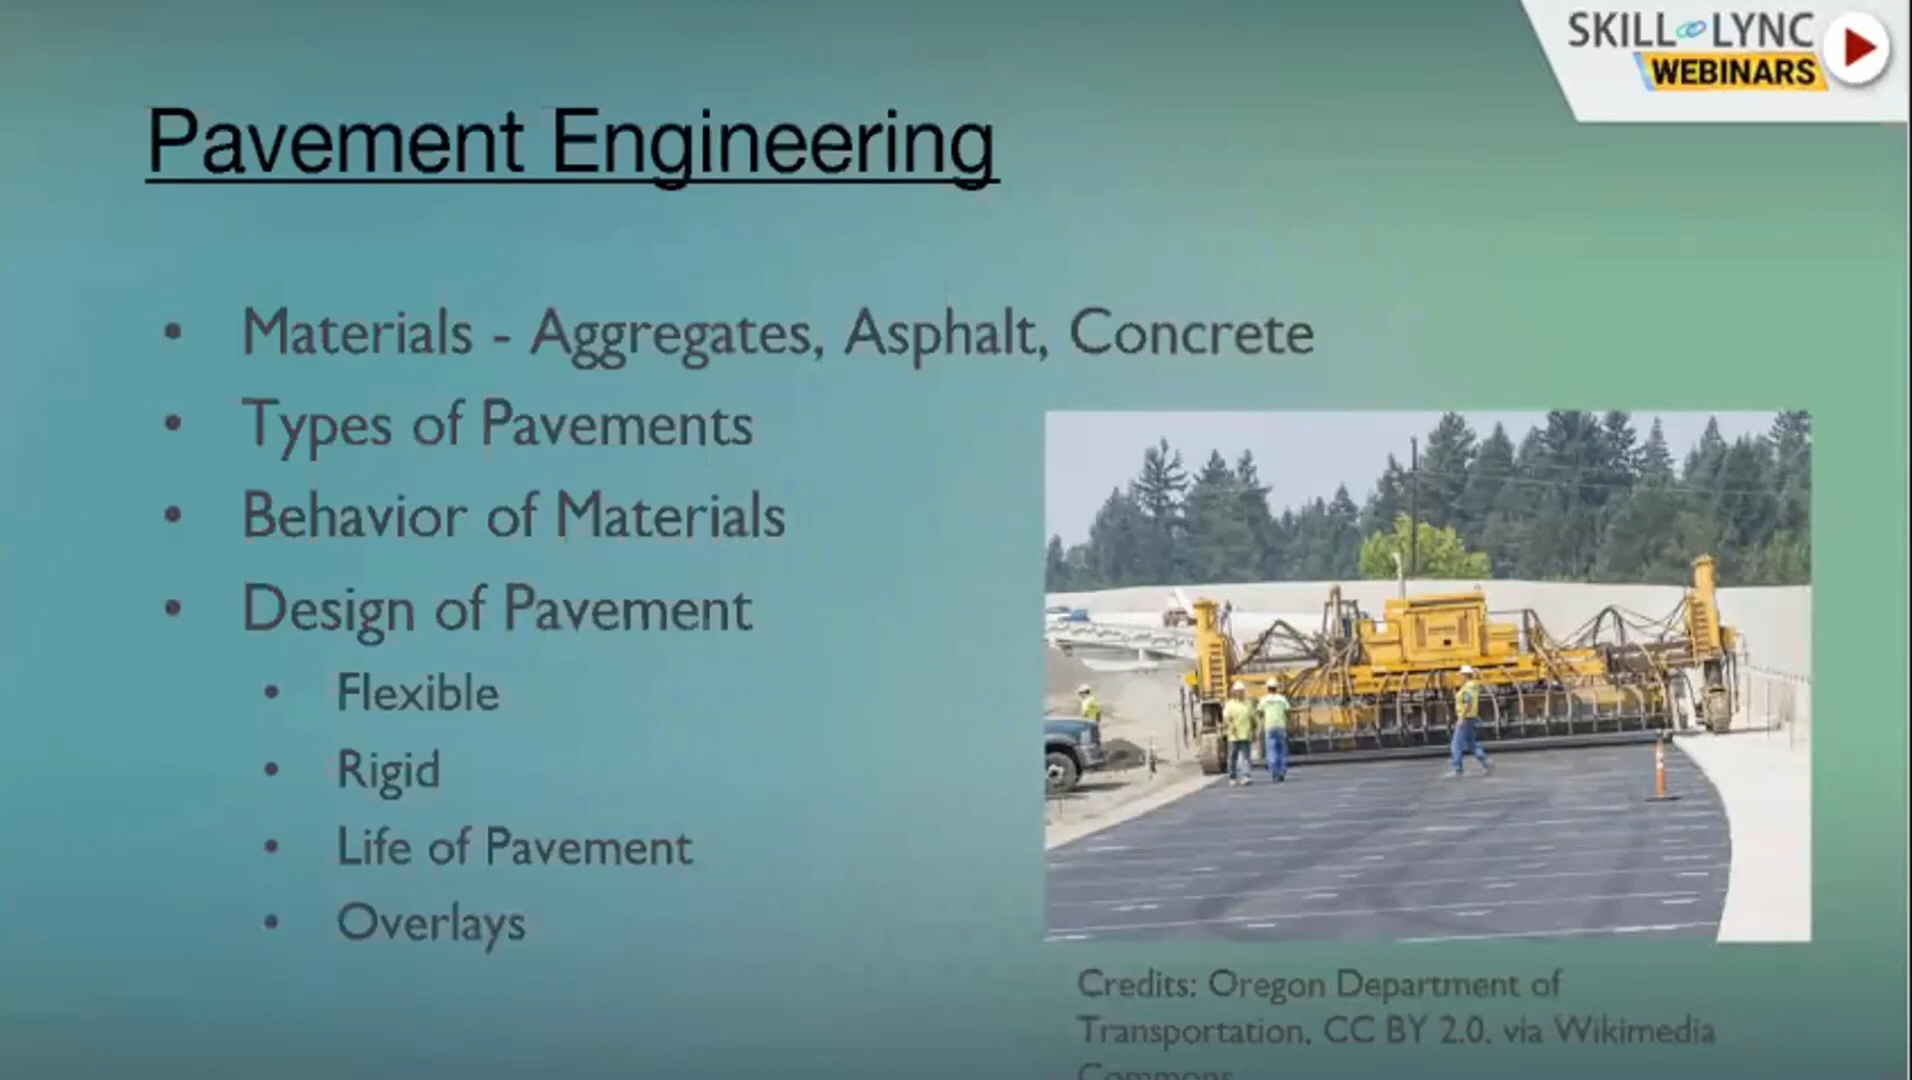 SKILL LYNC
WEBINARS
Pavement Engineering
• Materials - Aggregates, Asphalt, Concrete
• Types of Pavements
• Behavior of Materials
• Design of Pavement
• Flexible
• Rigid
• Life of Pavement
• Overlays
Credits: Oregon Department of
Transportation, CC BY 2.0, via Wikimedia
Commons